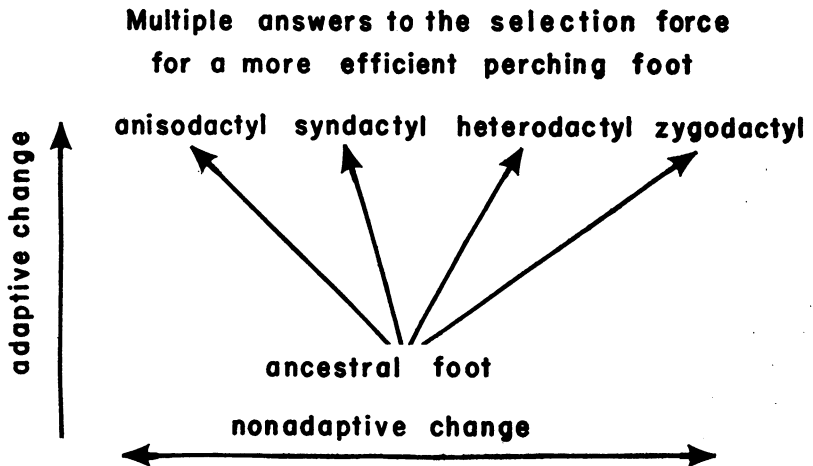 Multiple answers to the selection force
for a more efficient perching foot
anisodactyl syndactyl heterodactyl zygodactyl
adaptive change
ancestral foot
nonadaptive change